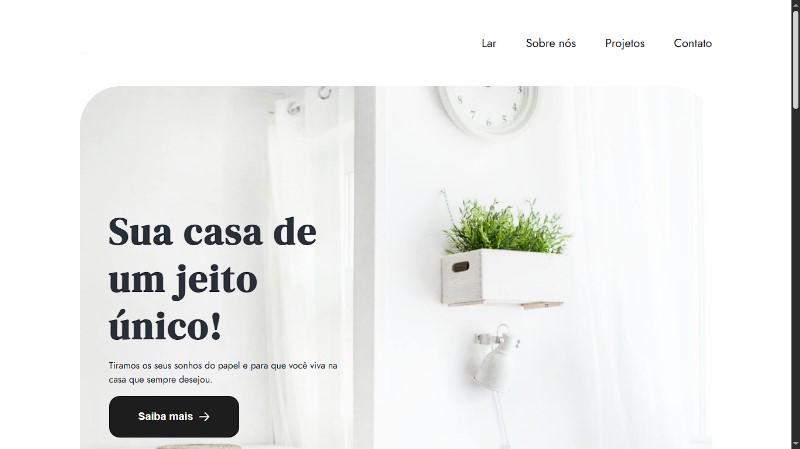 Lar Sobre nós Projetos Contato
Sua casa de
um jeito
único!
Tiramos os seus sonhos do papel e para que você viva na
casa que sempre desejou.
Saiba mais →